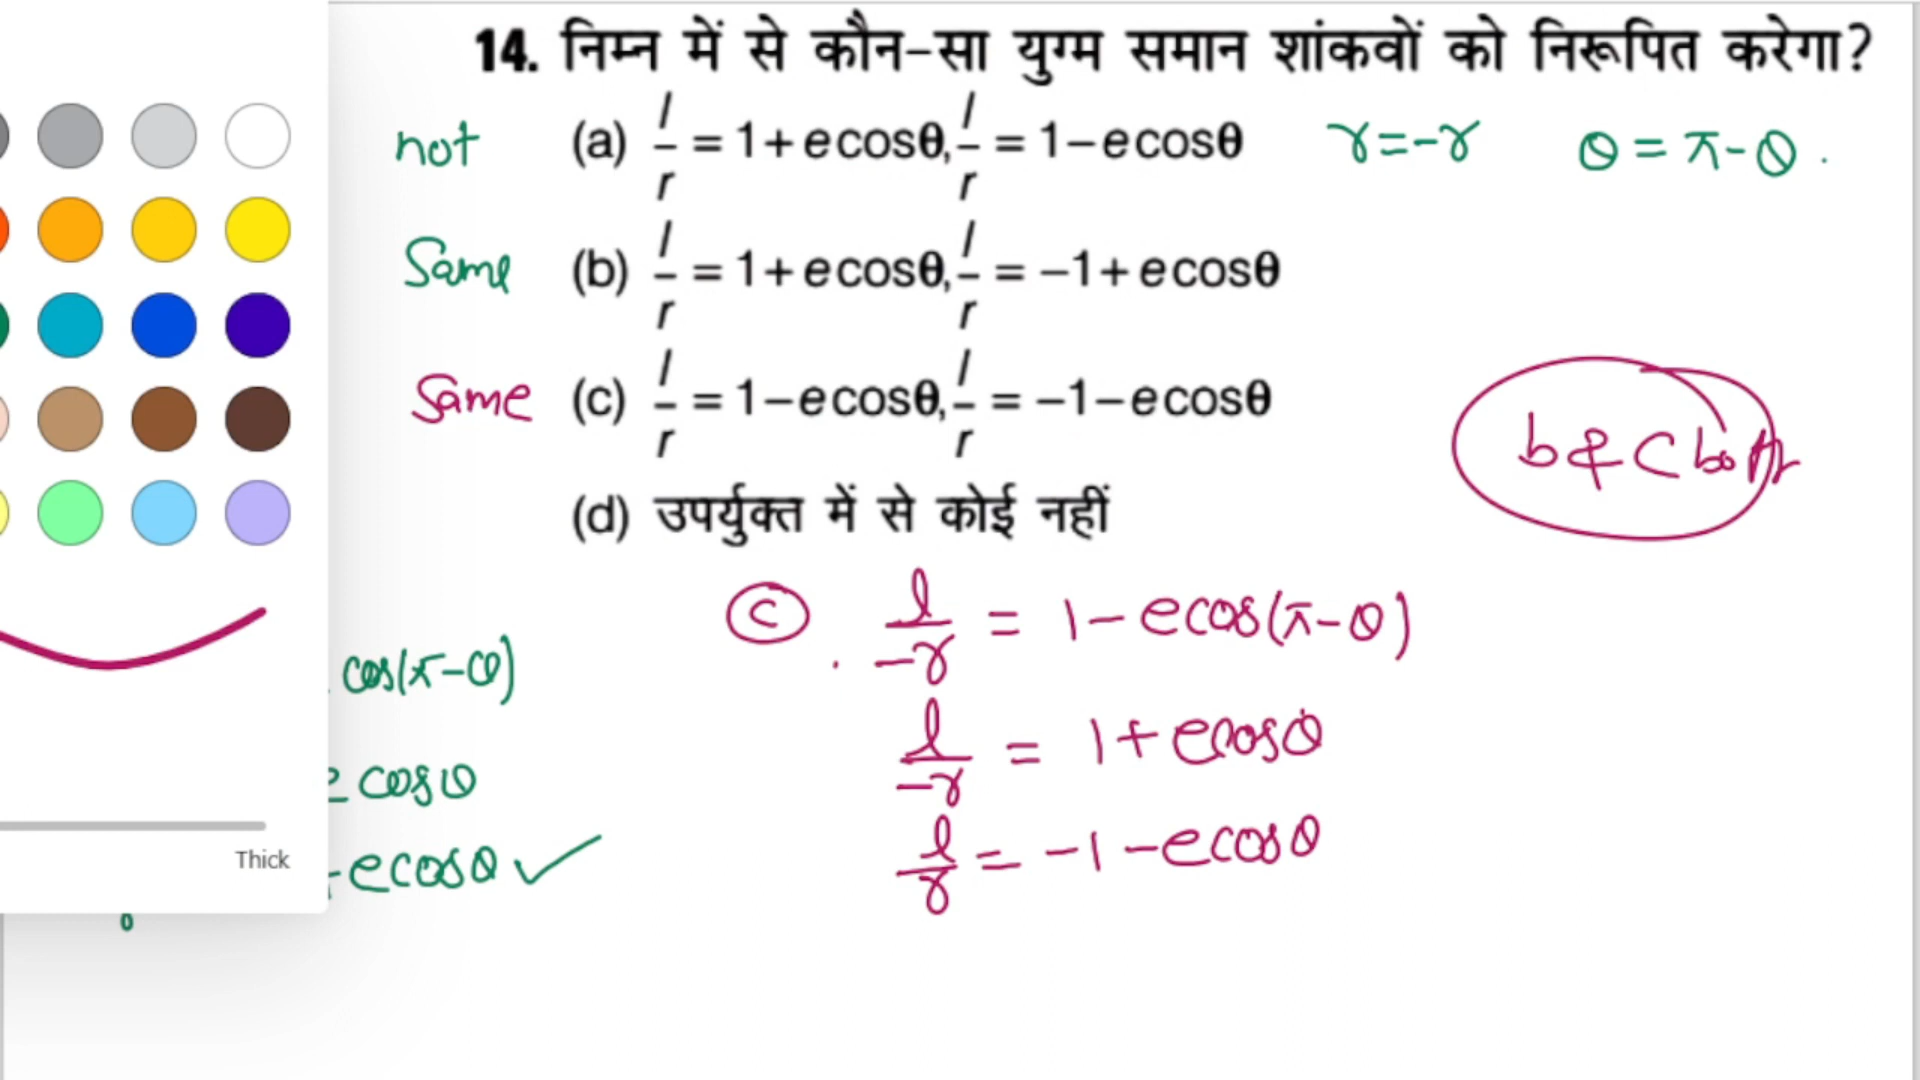 14. निम्न में से कौन-सा युग्म समान शांकवों को निरूपित करेगा?
not (a) l/r = 1+ecosθ, l/r = 1−ecosθ r=-r θ = π-θ .
Same (b) l/r = 1+ecosθ, l/r = −1+ecosθ
Same (c) l/r = 1−ecosθ, l/r = −1−ecosθ
b & c both
(d) उपर्युक्त में से कोई नहीं
(c) . l/-r = 1-ecos(π-θ)
cos(π-θ)
l/-r = 1+ecosθ
e cosθ
l/r = -1-ecosθ
-ecosθ ✓
Thick